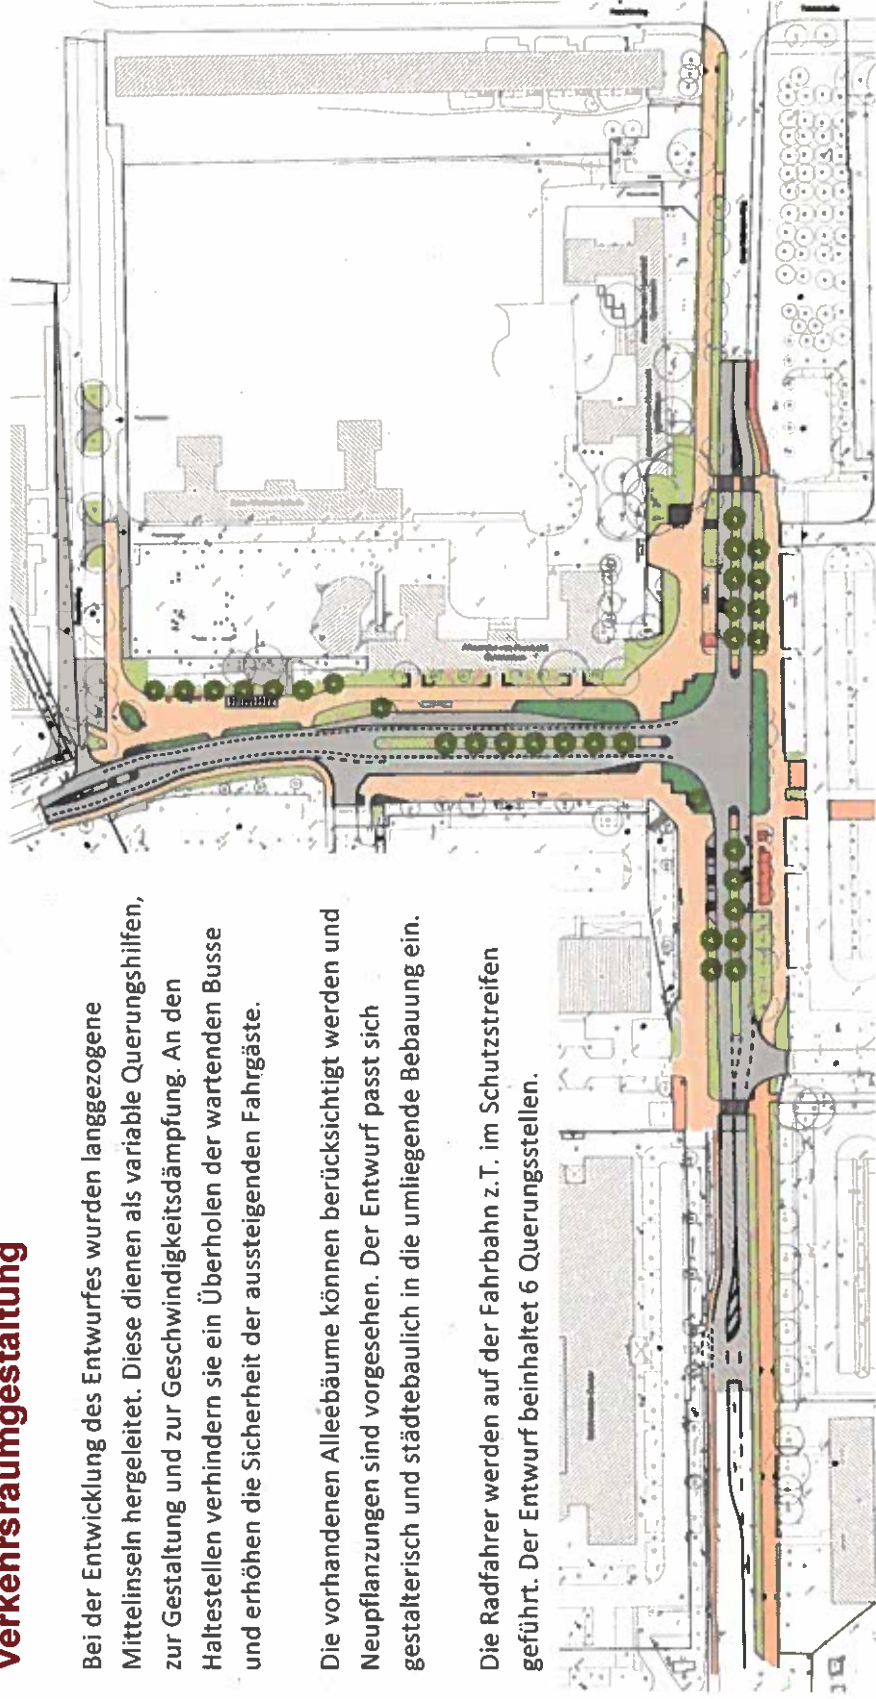 Verkehrsraumgestaltung
Bei der Entwicklung des Entwurfes wurden langgezogene
Mittelinseln hergeleitet. Diese dienen als variable Querungshilfen,
zur Gestaltung und zur Geschwindigkeitsdämpfung. An den
Haltestellen verhindern sie ein Überholen der wartenden Busse
und erhöhen die Sicherheit der aussteigenden Fahrgäste.
Die vorhandenen Alleebäume können berücksichtigt werden und
Neupflanzungen sind vorgesehen. Der Entwurf passt sich
gestalterisch und städtebaulich in die umliegende Bebauung ein.
Die Radfahrer werden auf der Fahrbahn z.T. im Schutzstreifen
geführt. Der Entwurf beinhaltet 6 Querungsstellen.